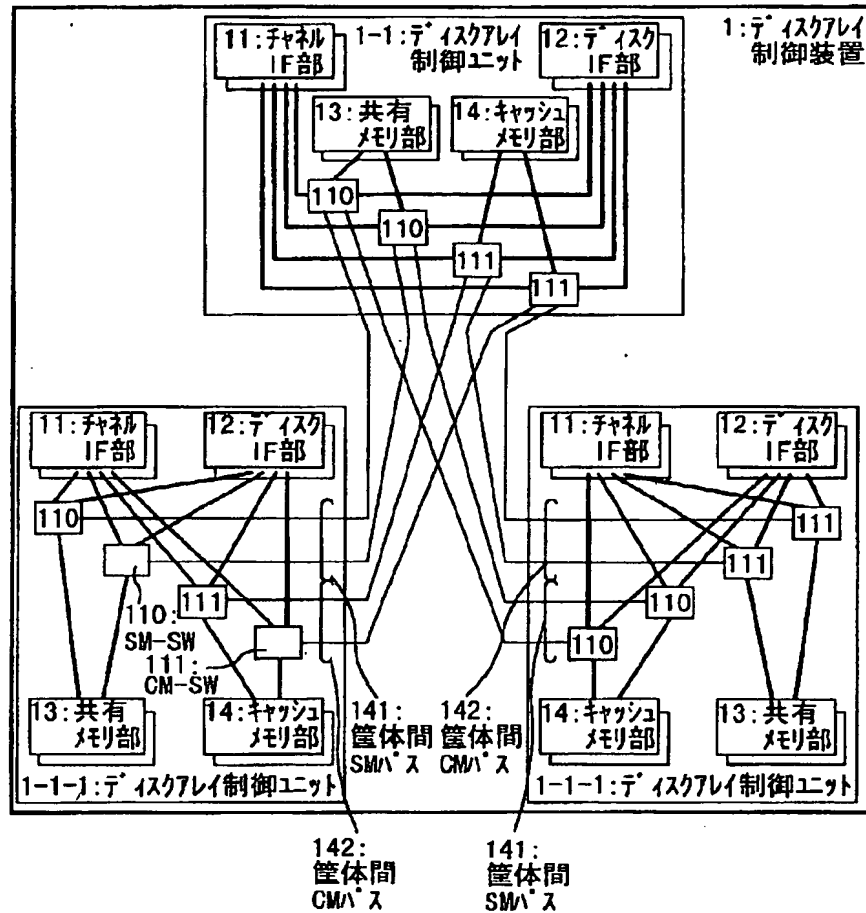 1:ディスクアレイ
制御装置
11:チャネル
IF部
1-1:ディスクアレイ
制御ユニット
12:ディスク
IF部
13:共有
メモリ部
14:キャッシュ
メモリ部
110
110
111
111
11:チャネル
IF部
12:ディスク
IF部
110
111
110:
SM-SW
111:
CM-SW
13:共有
メモリ部
14:キャッシュ
メモリ部
1-1-1:ディスクアレイ制御ユニット
11:チャネル
IF部
12:ディスク
IF部
111
111
110
110
14:キャッシュ
メモリ部
13:共有
メモリ部
1-1-1:ディスクアレイ制御ユニット
141:
筐体間
SMパス
142:
筐体間
CMパス
142:
筐体間
CMパス
141:
筐体間
SMパス